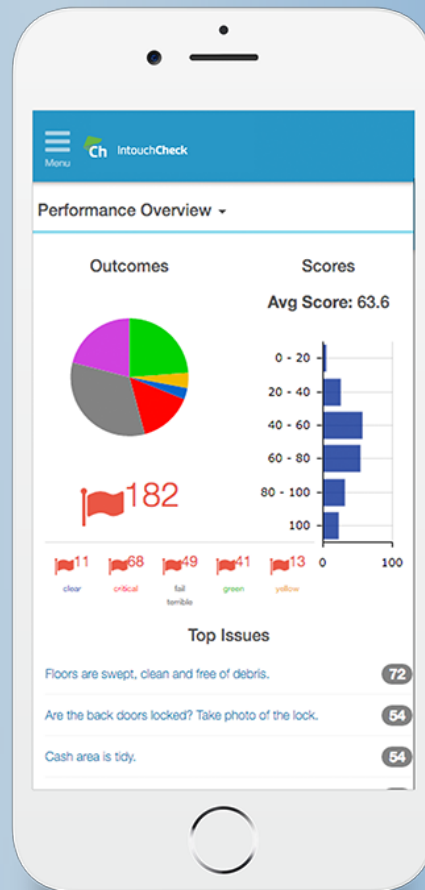 Menu
Ch IntouchCheck
Performance Overview
Outcomes
Scores
Avg Score: 63.6
0 - 20
20 - 40
40 - 60
60 - 80
80 - 100
100
0 100
182
11 68 49 41 13
clear critical fail terrible green yellow
Top Issues
Floors are swept, clean and free of debris. 72
Are the back doors locked? Take photo of the lock. 54
Cash area is tidy. 54